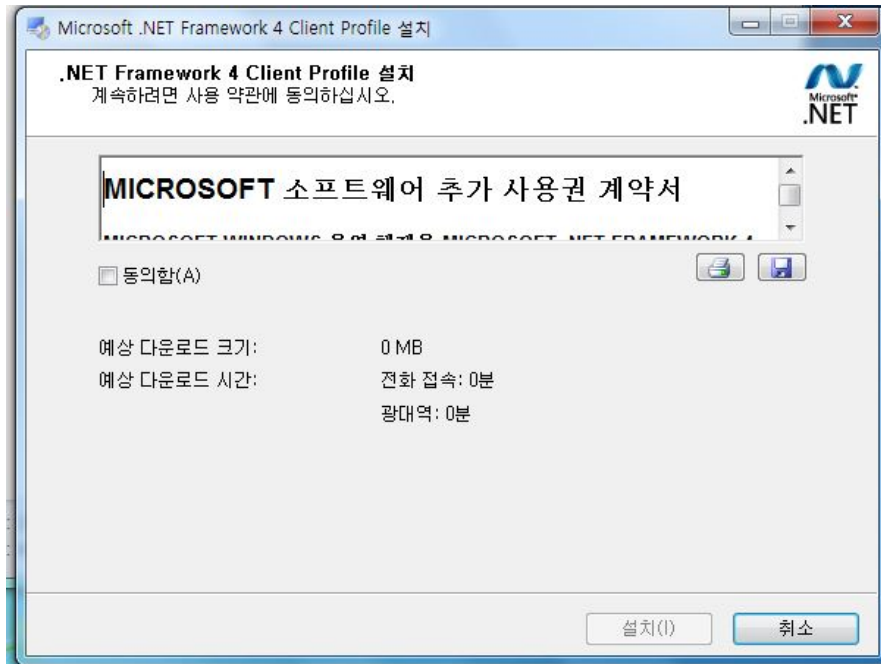 Microsoft .NET Framework 4 Client Profile 설치
.NET Framework 4 Client Profile 설치
계속하려면 사용 약관에 동의하십시오.
Microsoft
.NET
MICROSOFT 소프트웨어 추가 사용권 계약서
동의함(A)
예상 다운로드 크기: 0 MB
예상 다운로드 시간: 전화 접속: 0분
광대역: 0분
설치(I) 취소